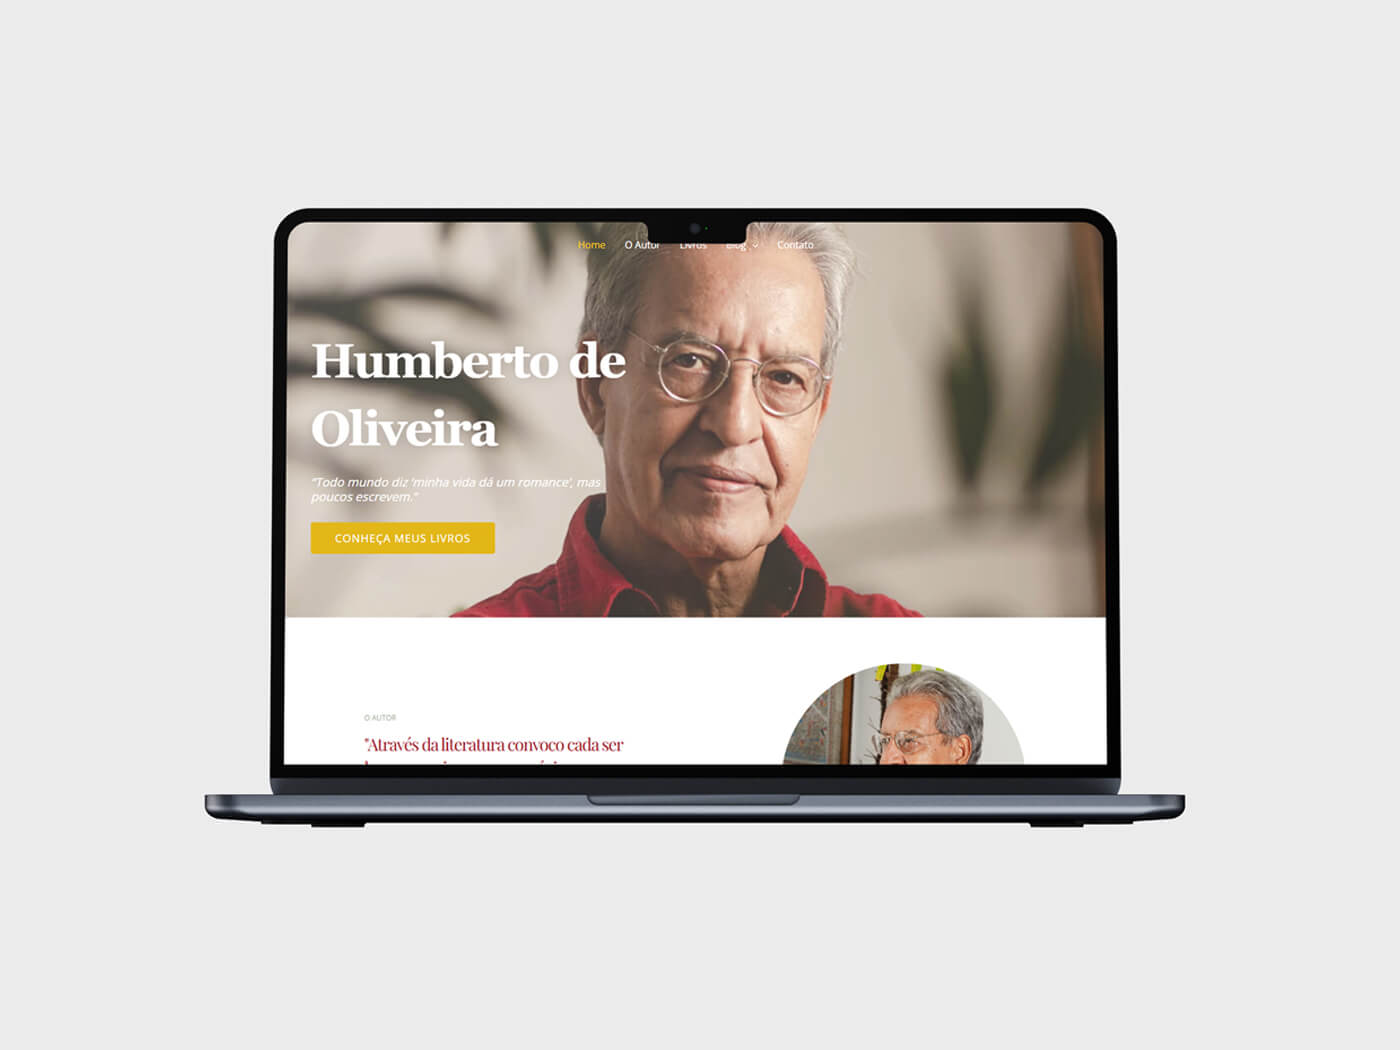 Home O Autor Livros Blog Contato
Humberto de
Oliveira
“Todo mundo diz ‘minha vida dá um romance’, mas
poucos escrevem.”
CONHEÇA MEUS LIVROS
O AUTOR
"Através da literatura convoco cada ser